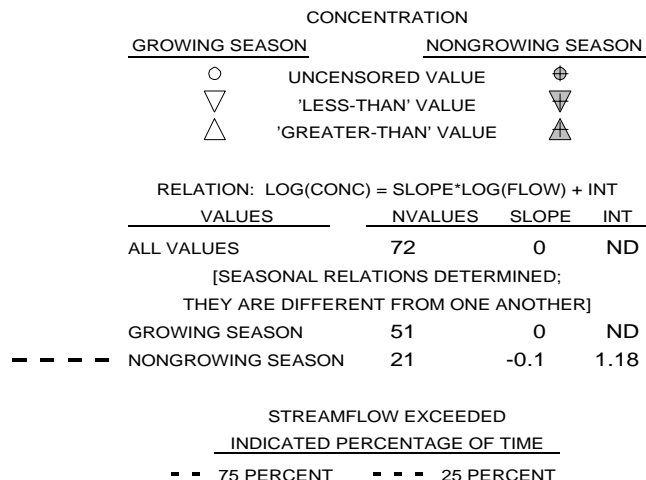 CONCENTRATION
GROWING SEASON NONGROWING SEASON
UNCENSORED VALUE
'LESS-THAN' VALUE
'GREATER-THAN' VALUE
RELATION: LOG(CONC) = SLOPE*LOG(FLOW) + INT
VALUES NVALUES SLOPE INT
ALL VALUES 72 0 ND
[SEASONAL RELATIONS DETERMINED;
THEY ARE DIFFERENT FROM ONE ANOTHER]
GROWING SEASON 51 0 ND
NONGROWING SEASON 21 -0.1 1.18
STREAMFLOW EXCEEDED
INDICATED PERCENTAGE OF TIME
75 PERCENT 25 PERCENT